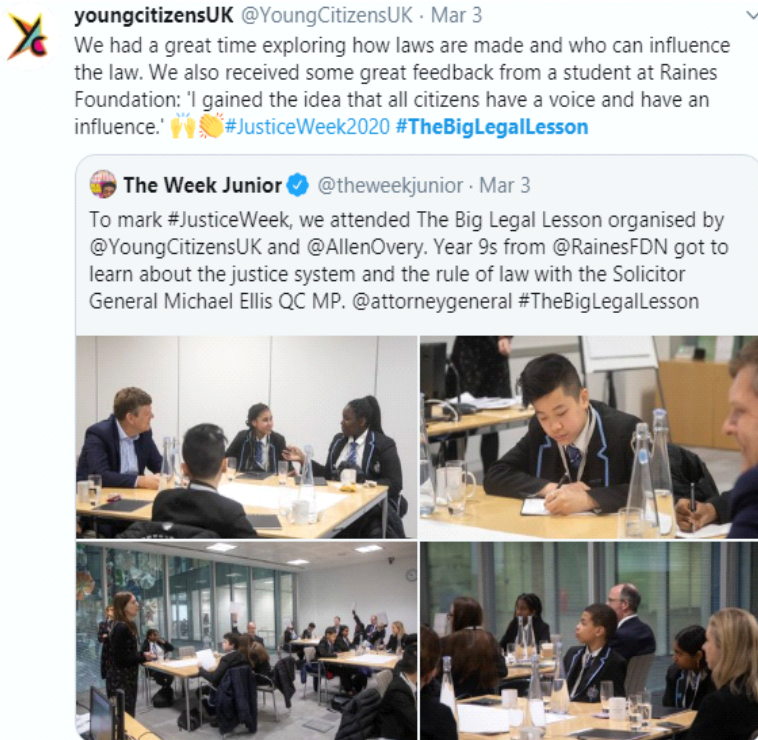 youngcitizensUK @YoungCitizensUK · Mar 3
We had a great time exploring how laws are made and who can influence
the law. We also received some great feedback from a student at Raines
Foundation: 'I gained the idea that all citizens have a voice and have an
influence.' 🙌👏#JusticeWeek2020 #TheBigLegalLesson
The Week Junior @theweekjunior · Mar 3
To mark #JusticeWeek, we attended The Big Legal Lesson organised by
@YoungCitizensUK and @AllenOvery. Year 9s from @RainesFDN got to
learn about the justice system and the rule of law with the Solicitor
General Michael Ellis QC MP. @attorneygeneral #TheBigLegalLesson